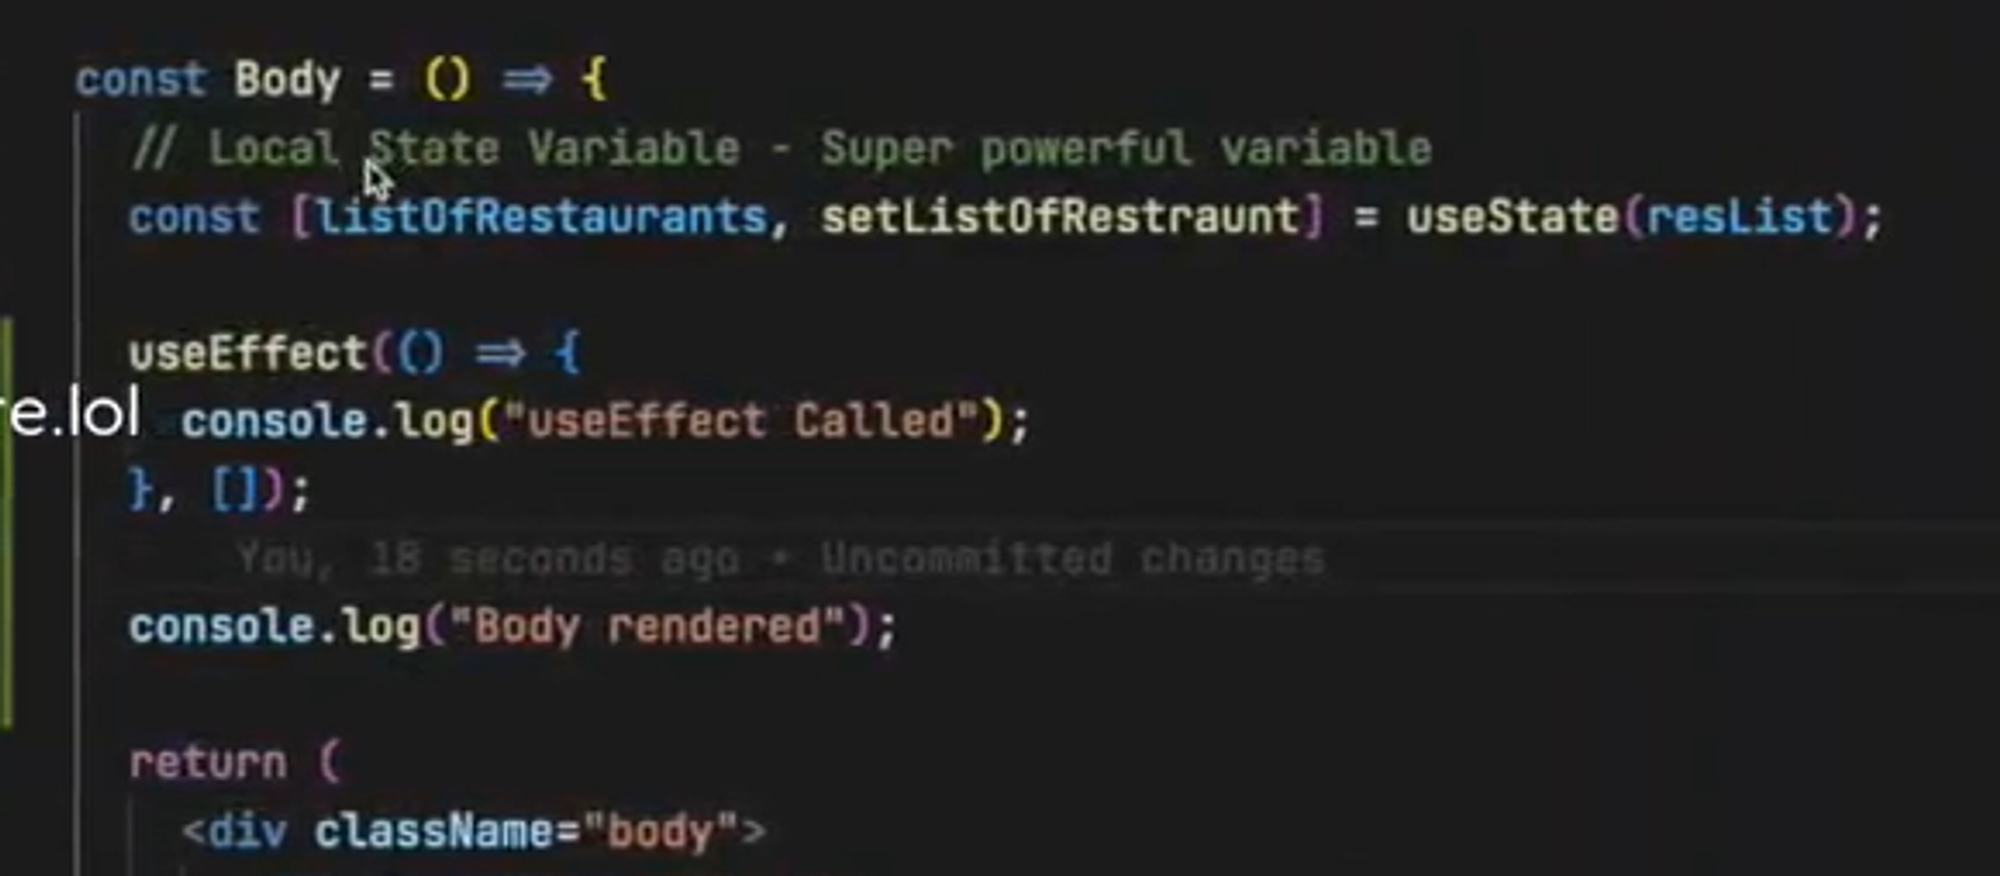 const Body = () => {
// Local State Variable - Super powerful variable
const [listOfRestaurants, setListOfRestraunt] = useState(resList);
useEffect(() => {
e.lol
console.log("useEffect Called");
}, []);
You, 18 seconds ago • Uncommitted changes
console.log("Body rendered");
return (
<div className="body">